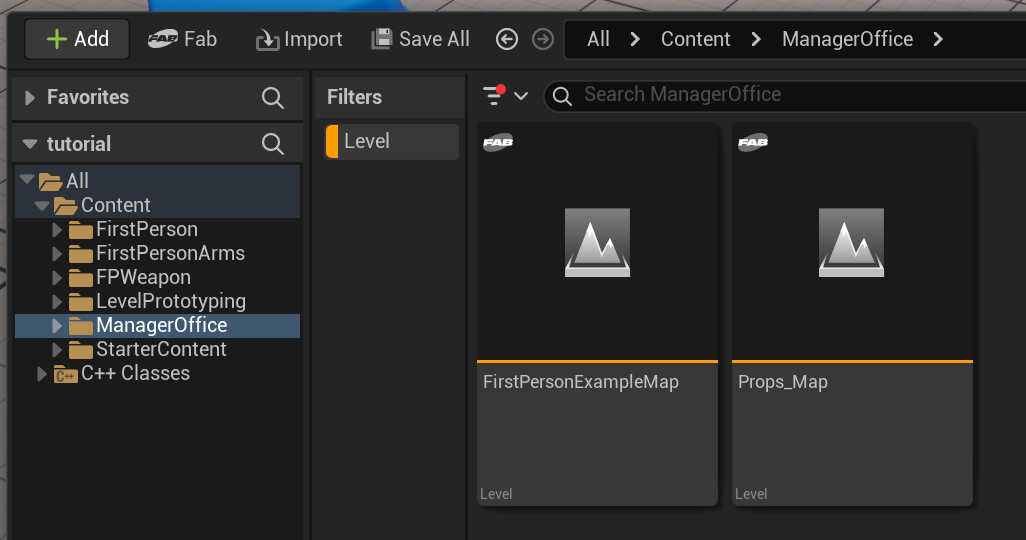 Add
FAB Fab
Import
Save All
All
Content
ManagerOffice
Favorites
Filters
Search ManagerOffice
tutorial
Level
All
Content
FirstPerson
FirstPersonArms
FPWeapon
LevelPrototyping
ManagerOffice
StarterContent
C++ C++ Classes
FAB
FirstPersonExampleMap
Level
FAB
Props_Map
Level